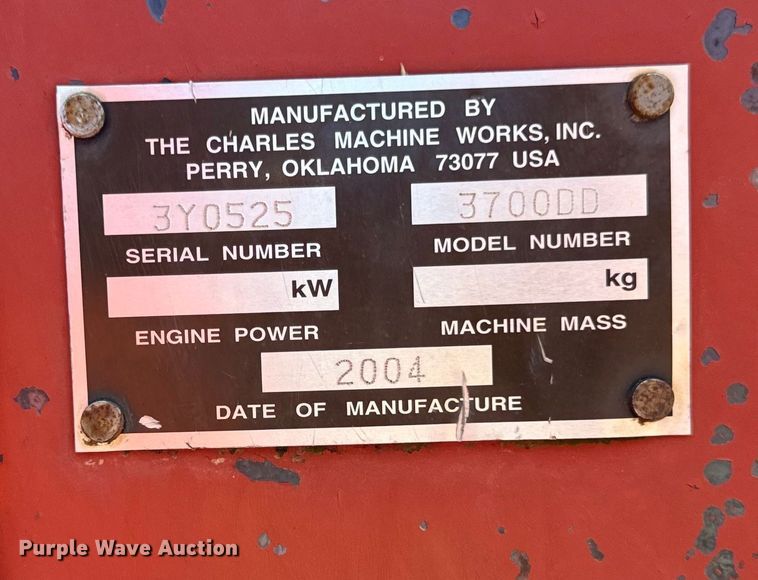 MANUFACTURED BY
THE CHARLES MACHINE WORKS, INC.
PERRY, OKLAHOMA 73077 USA
3Y0525 3700DD
SERIAL NUMBER MODEL NUMBER
kW kg
ENGINE POWER MACHINE MASS
2004
DATE OF MANUFACTURE
Purple Wave Auction